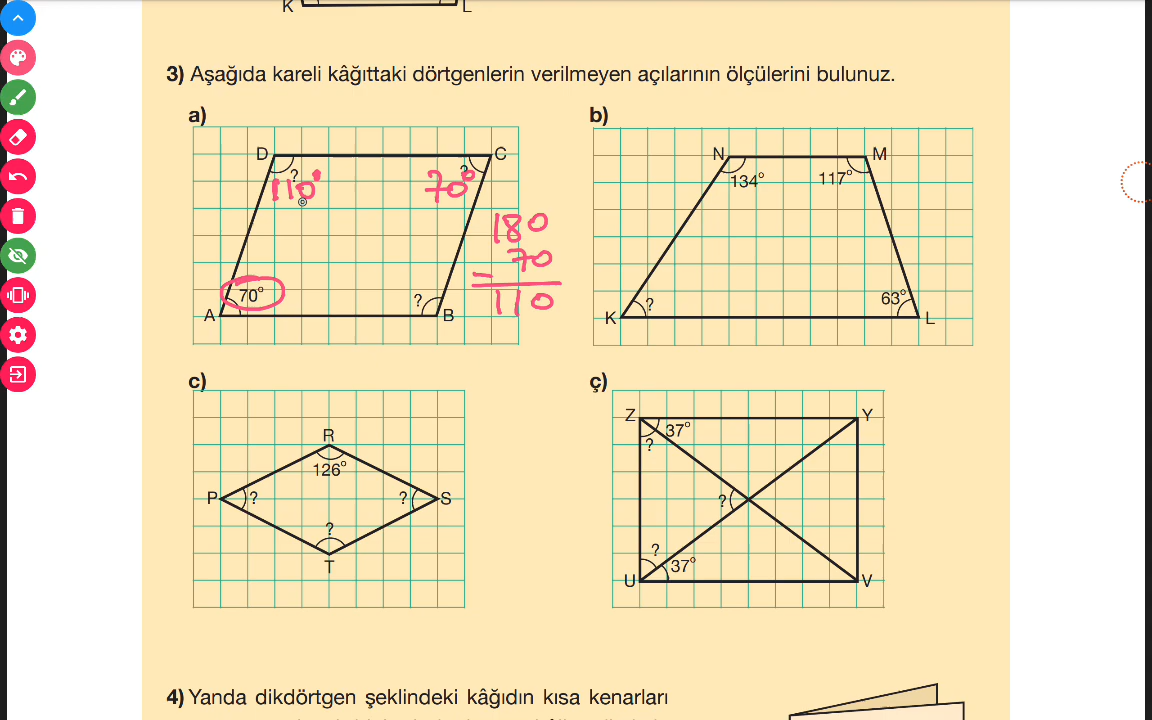 K L
3) Aşağıda kareli kâğıttaki dörtgenlerin verilmeyen açılarının ölçülerini bulunuz.
a)
D C
? ?
110° 70°
180
70
-
110
70° ?
A B
b)
N M
134° 117°
? 63°
K L
c)
R
126°
P ? ? S
?
T
ç)
Z Y
37°
?
?
?
37°
U V
4) Yanda dikdörtgen şeklindeki kâğıdın kısa kenarları